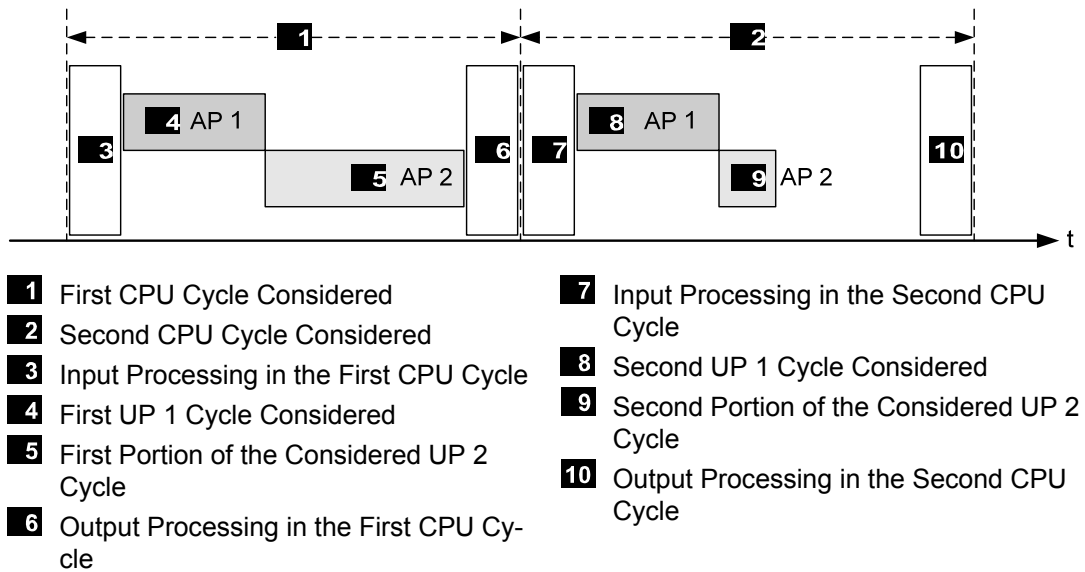 1 2
4 AP 1 8 AP 1
3 6 7 10
5 AP 2 9 AP 2
t
1 First CPU Cycle Considered
2 Second CPU Cycle Considered
3 Input Processing in the First CPU Cycle
4 First UP 1 Cycle Considered
5 First Portion of the Considered UP 2
Cycle
6 Output Processing in the First CPU Cy-
cle
7 Input Processing in the Second CPU
Cycle
8 Second UP 1 Cycle Considered
9 Second Portion of the Considered UP 2
Cycle
10 Output Processing in the Second CPU
Cycle